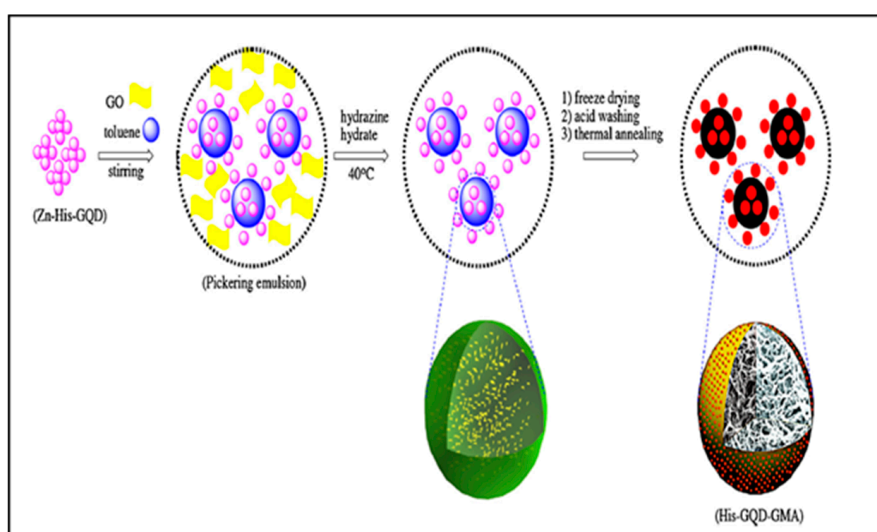 GO
toluene
stirring
(Zn-His-GQD)
(Pickering emulsion)
hydrazine
hydrate
40ºC
1) freeze drying
2) acid washing
3) thermal annealing
(His-GQD-GMA)